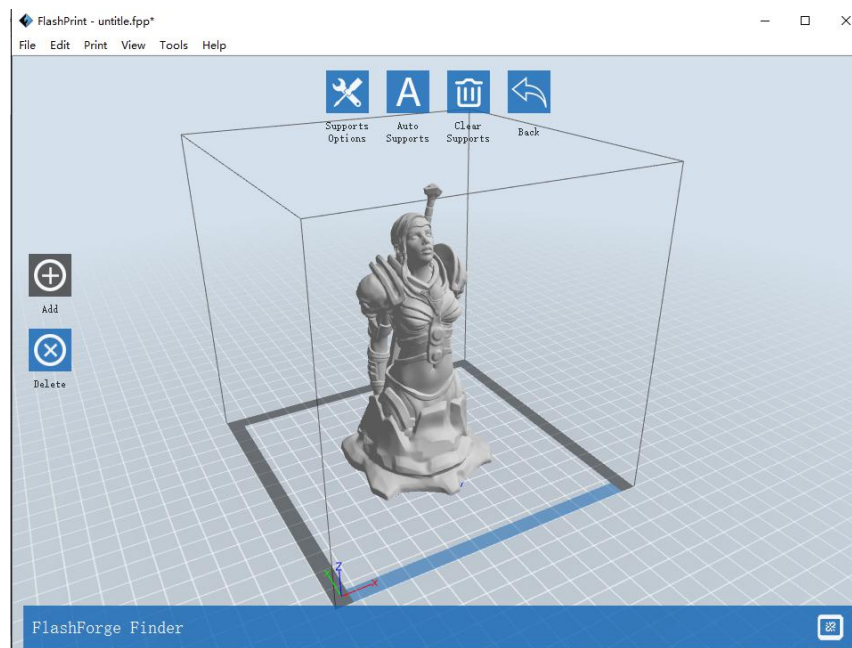 FlashPrint - untitle.fpp*
File Edit Print View Tools Help
Supports Options
Auto Supports
Clear Supports
Back
Add
Delete
Z
X
FlashForge Finder